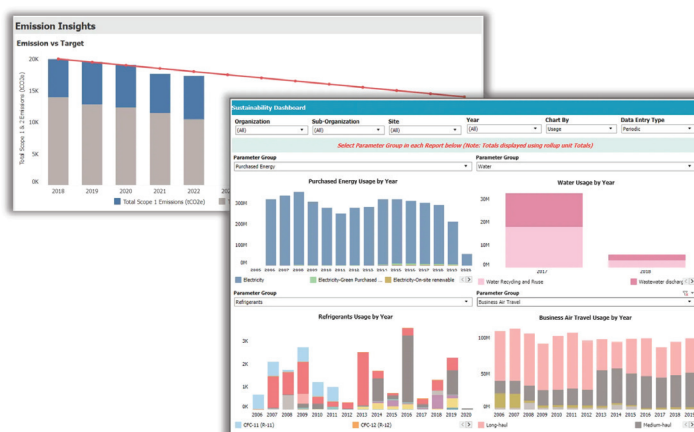 Emission Insights
Emission vs Target
Total Scope 1 & 2 Emissions (tCO2e)
20K
15K
10K
5K
0K
2018 2019 2020 2021 2022
Total Scope 1 Emissions (tCO2e)
Sustainability Dashboard
Organization Sub-Organization Site Year Chart By Data Entry Type
(All) (All) (All) (All) Usage Periodic
Select Parameter Group in each Report below (Note: Totals displayed using rollup unit Totals)
Parameter Group
Purchased Energy
Purchased Energy Usage by Year
300M
200M
100M
0M
2005 2006 2007 2008 2009 2010 2011 2016 2017 2018 2019 2020
Electricity Electricity-Green Purchased ... Electricity-On-site renewable
Parameter Group
Water
Water Usage by Year
30M
20M
10M
0M
2017 2018
Water Recycling and Reuse Wastewater discharg
Parameter Group
Refrigerants
Refrigerants Usage by Year
3K
2K
1K
0K
2006 2007 2008 2009 2010 2011 2012 2013 2014 2015 2016 2017 2018 2019 2020
CFC-11 (R-11) CFC-12 (R-12)
Parameter Group
Business Air Travel
Business Air Travel Usage by Year
100M
50M
0M
2006 2007 2008 2009 2010 2011 2012 2013 2014 2015 2016 2017 2018 2019
Long-haul Medium-haul